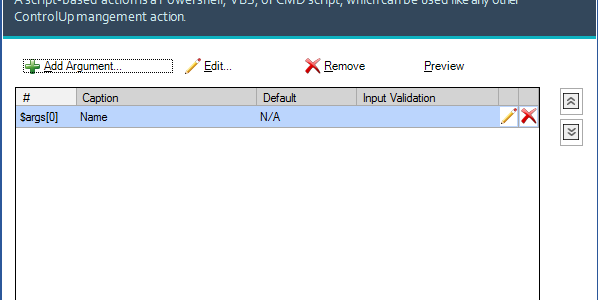 A script-based action is a Powershell, VBS, or CMD script, which can be used like any other
ControlUp mangement action.
Add Argument... Edit... Remove Preview
# Caption Default Input Validation
$args[0] Name N/A